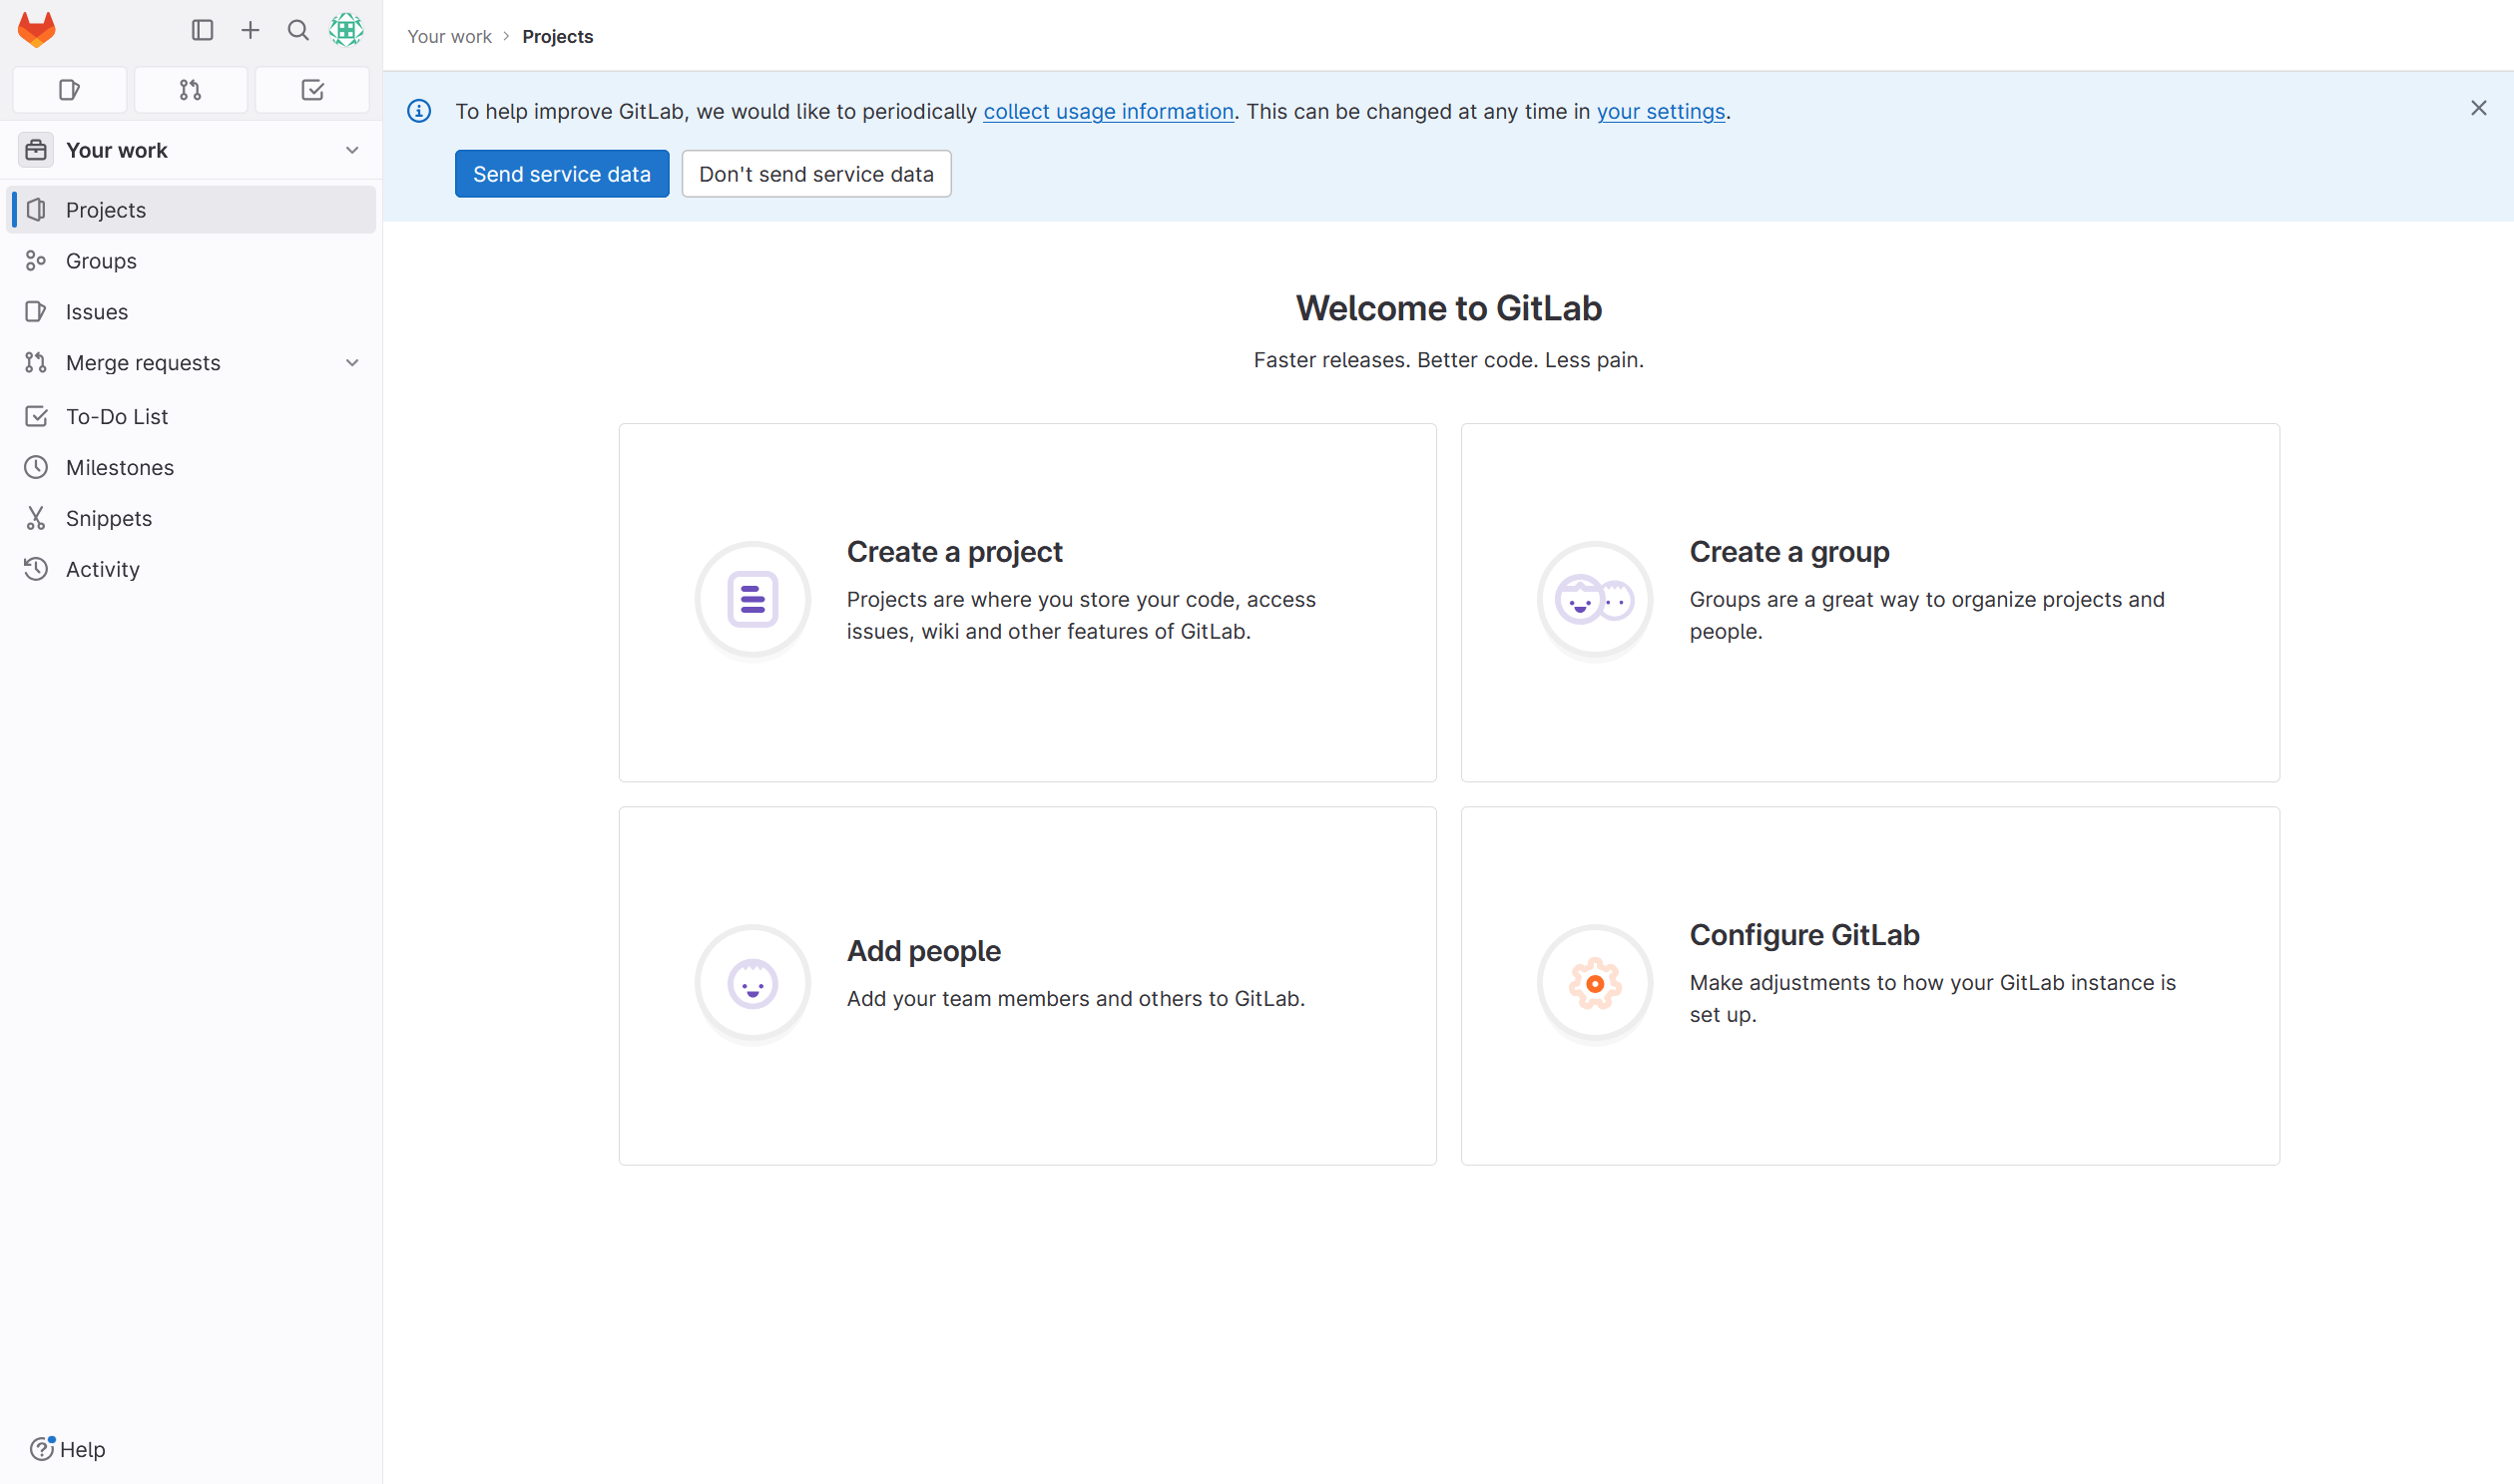 Your work
Projects
Groups
Issues
Merge requests
To-Do List
Milestones
Snippets
Activity
Help
Your work › Projects
To help improve GitLab, we would like to periodically collect usage information. This can be changed at any time in your settings.
Send service data
Don't send service data
Welcome to GitLab
Faster releases. Better code. Less pain.
Create a project
Projects are where you store your code, access
issues, wiki and other features of GitLab.
Create a group
Groups are a great way to organize projects and
people.
Add people
Add your team members and others to GitLab.
Configure GitLab
Make adjustments to how your GitLab instance is
set up.